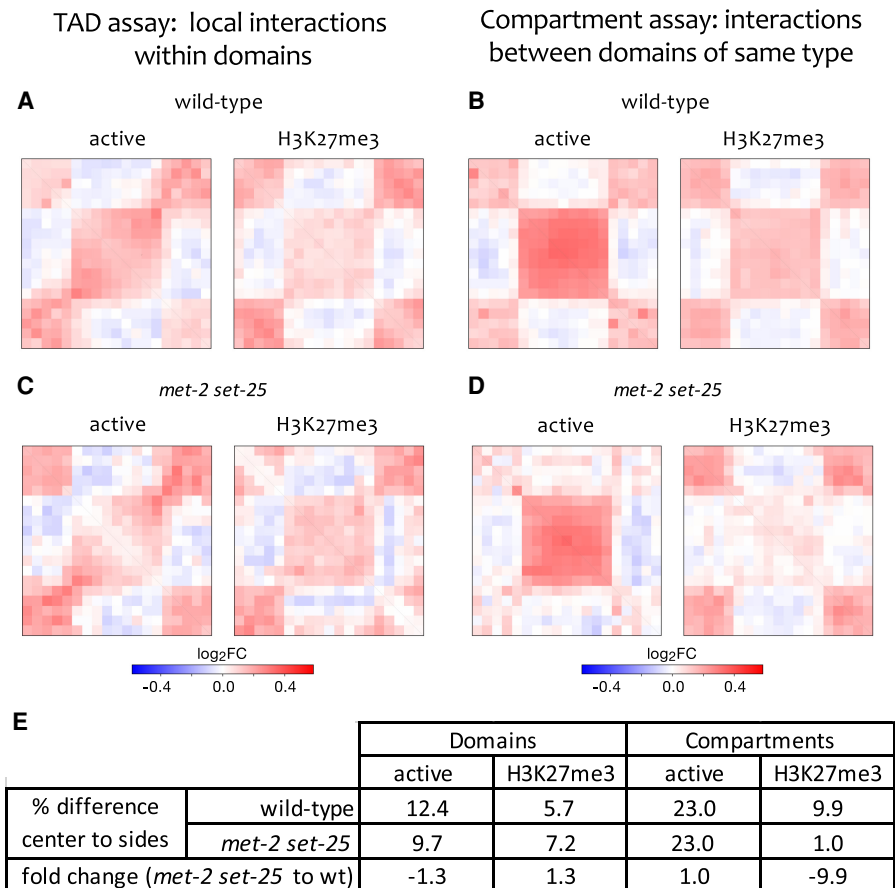 TAD assay: local interactions
within domains
Compartment assay: interactions
between domains of same type
A
wild-type
active
H3K27me3
B
wild-type
active
H3K27me3
C
met-2 set-25
active
H3K27me3
D
met-2 set-25
active
H3K27me3
log2FC
-0.4 0.0 0.4
log2FC
-0.4 0.0 0.4
E
Domains Compartments
active H3K27me3 active H3K27me3
% difference
center to sides
wild-type 12.4 5.7 23.0 9.9
met-2 set-25 9.7 7.2 23.0 1.0
fold change (met-2 set-25 to wt) -1.3 1.3 1.0 -9.9